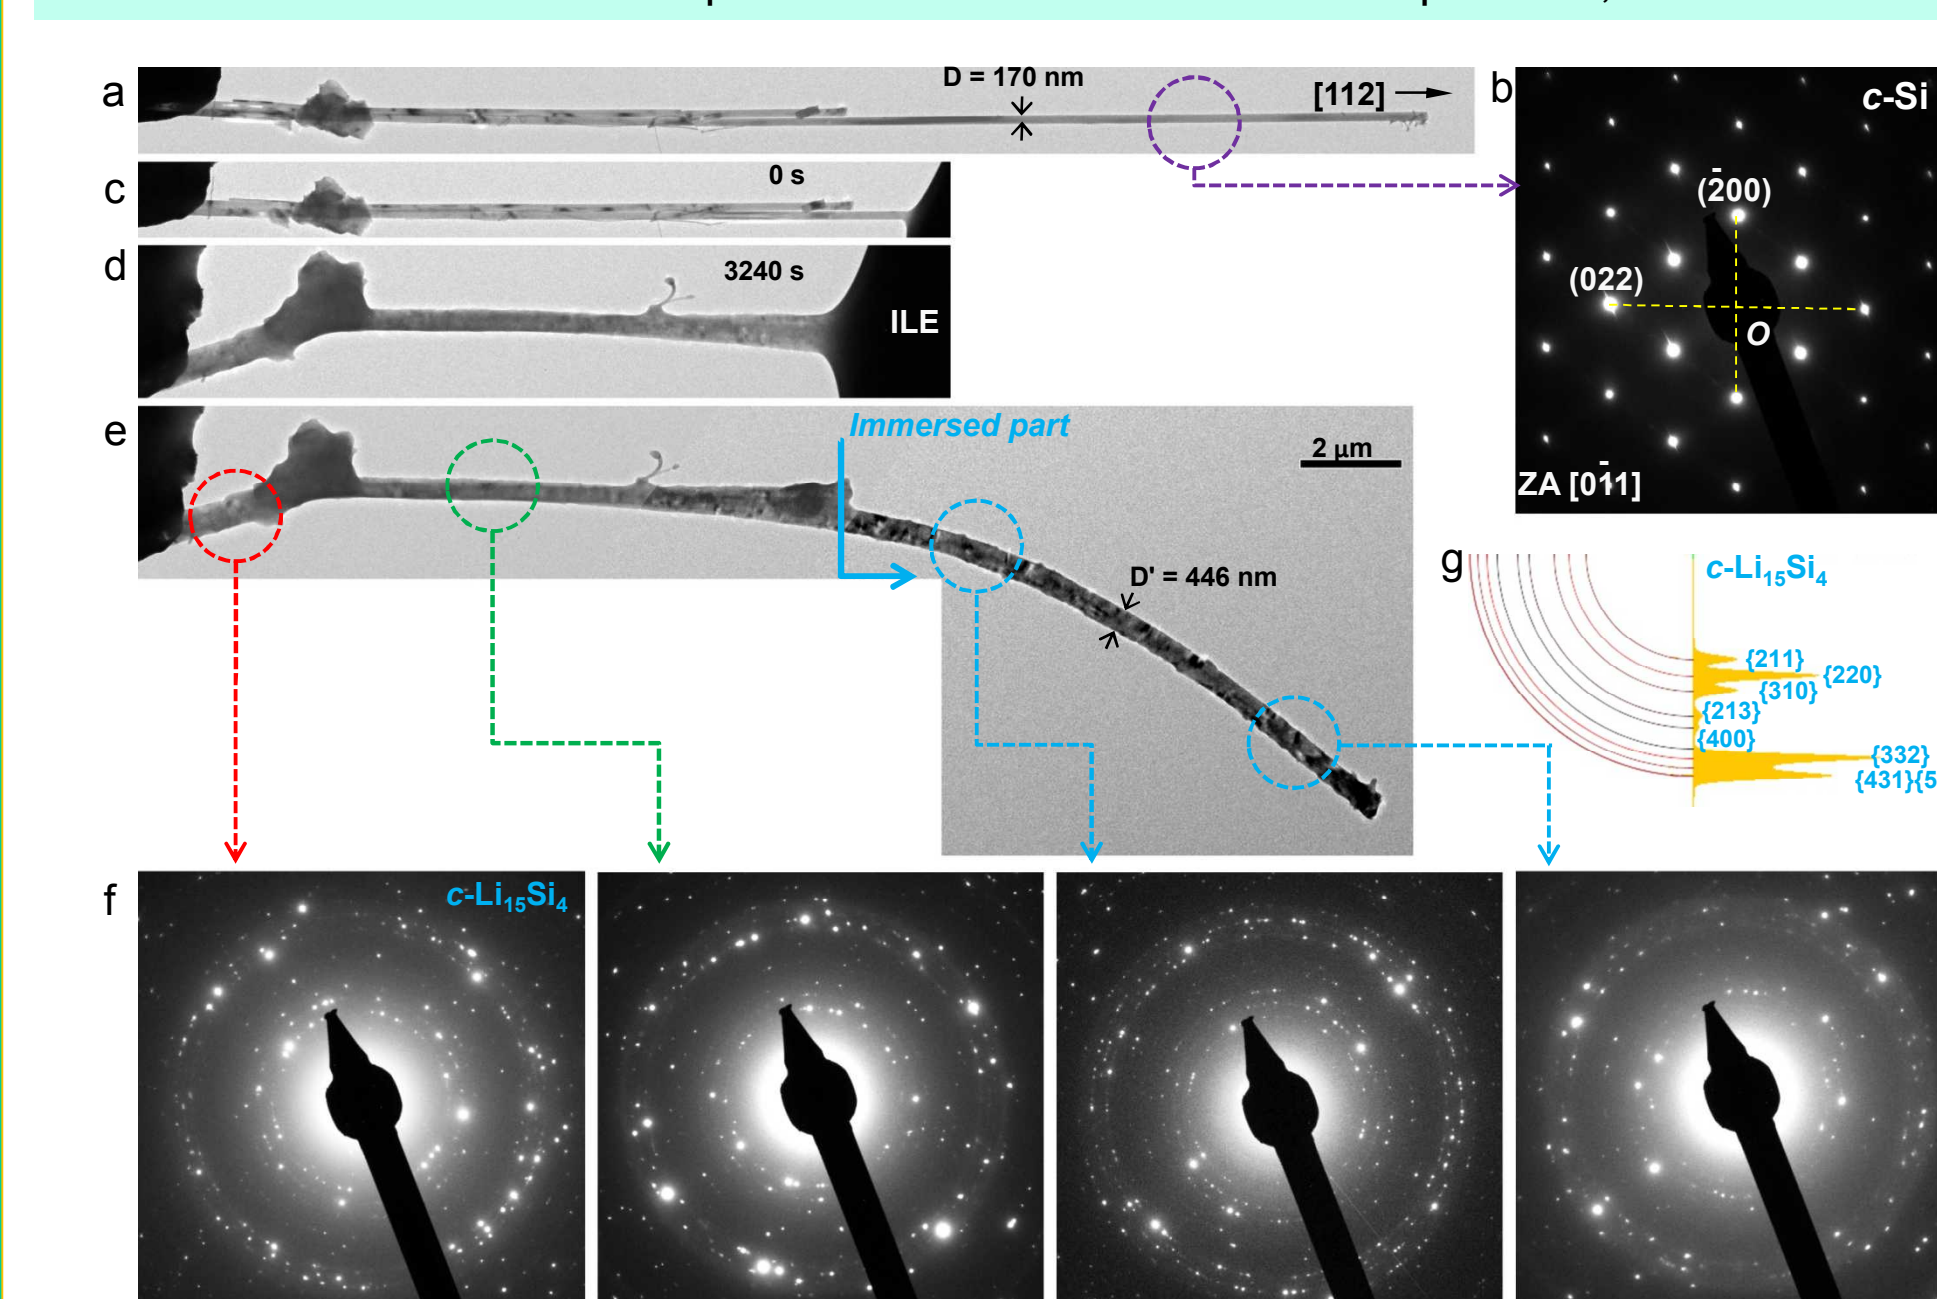 a
D = 170 nm
[112]
b
c-Si
(2̄00)
(022)
O
ZA [01̄1]
c
0 s
d
3240 s
ILE
e
Immersed part
2 μm
D' = 446 nm
g
c-Li₁₅Si₄
{211}
{220}
{310}
{213}
{400}
{332}
{431}{5
f
c-Li₁₅Si₄